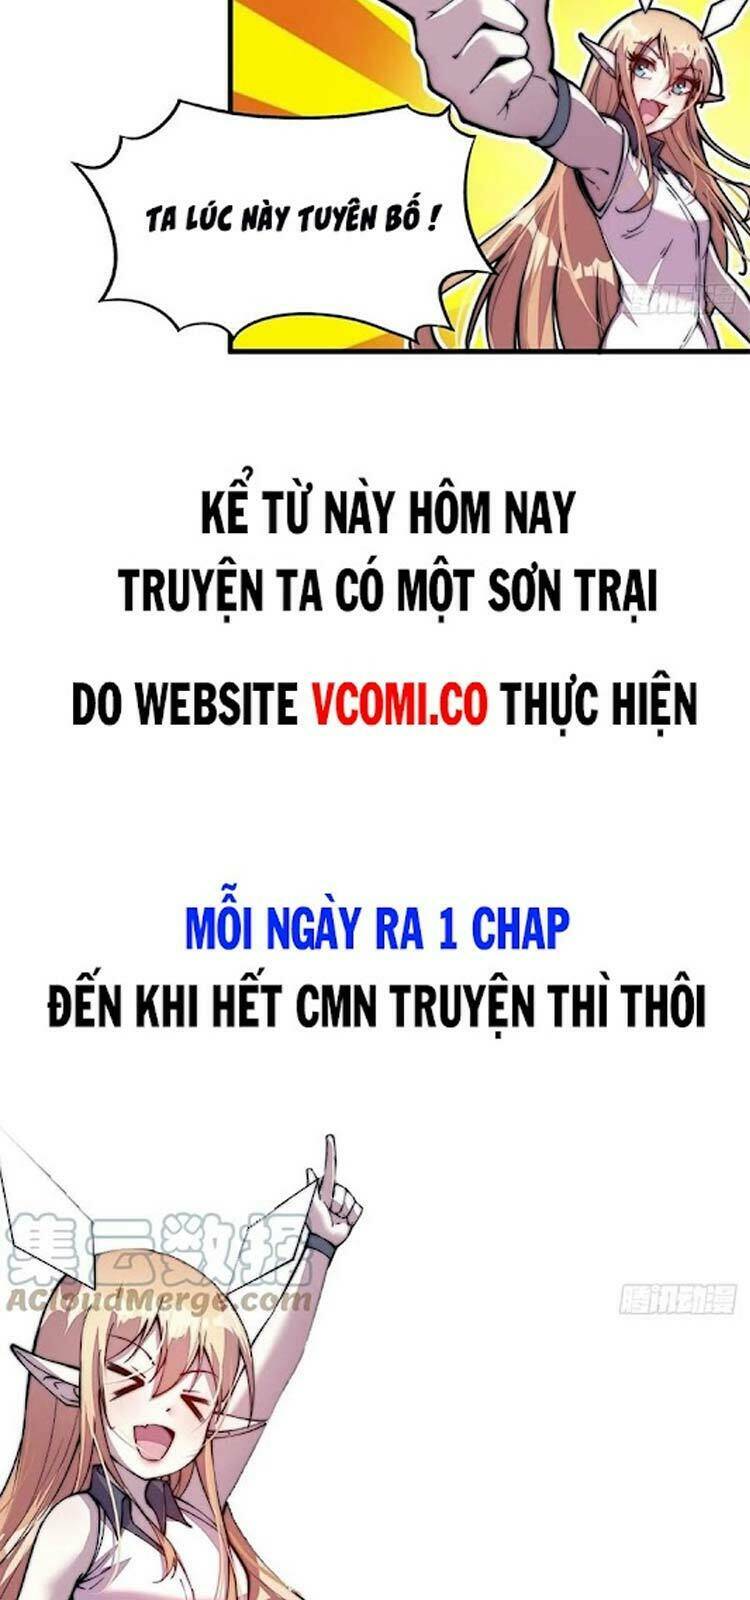 TA LÚC NÀY TUYÊN BỐ !
腾讯动漫
KỂ TỪ NÀY HÔM NAY
TRUYỆN TA CÓ MỘT SƠN TRẠI
DO WEBSITE VCOMI.CO THỰC HIỆN
MỖI NGÀY RA 1 CHAP
ĐẾN KHI HẾT CMN TRUYỆN THÌ THÔI
集云数据
ACloudMerge.com
腾讯动漫